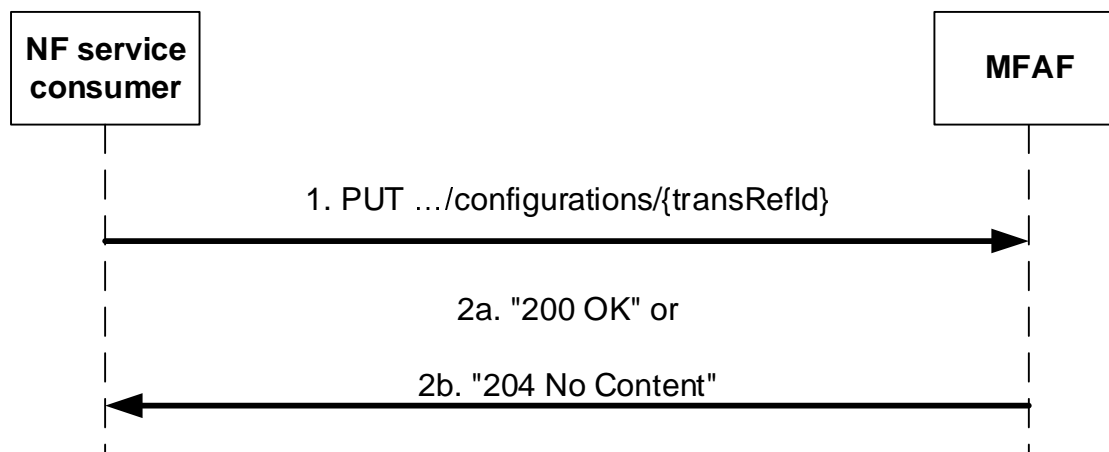 NF service
consumer
MFAF
1. PUT …/configurations/{transRefId}
2a. "200 OK" or
2b. "204 No Content"